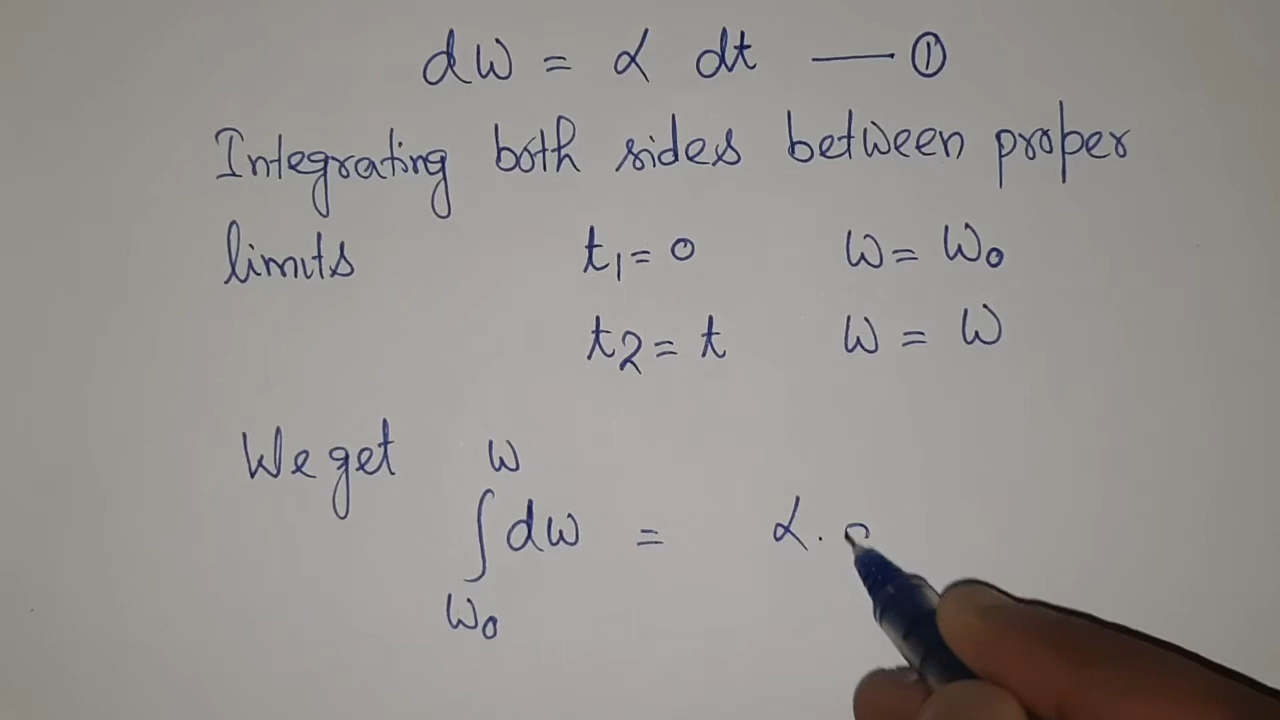 dω = α dt — ①
Integrating both sides between proper
limits t₁ = 0 ω = ω₀
t₂ = t ω = ω
We get ω
∫ dω = α .
ω₀